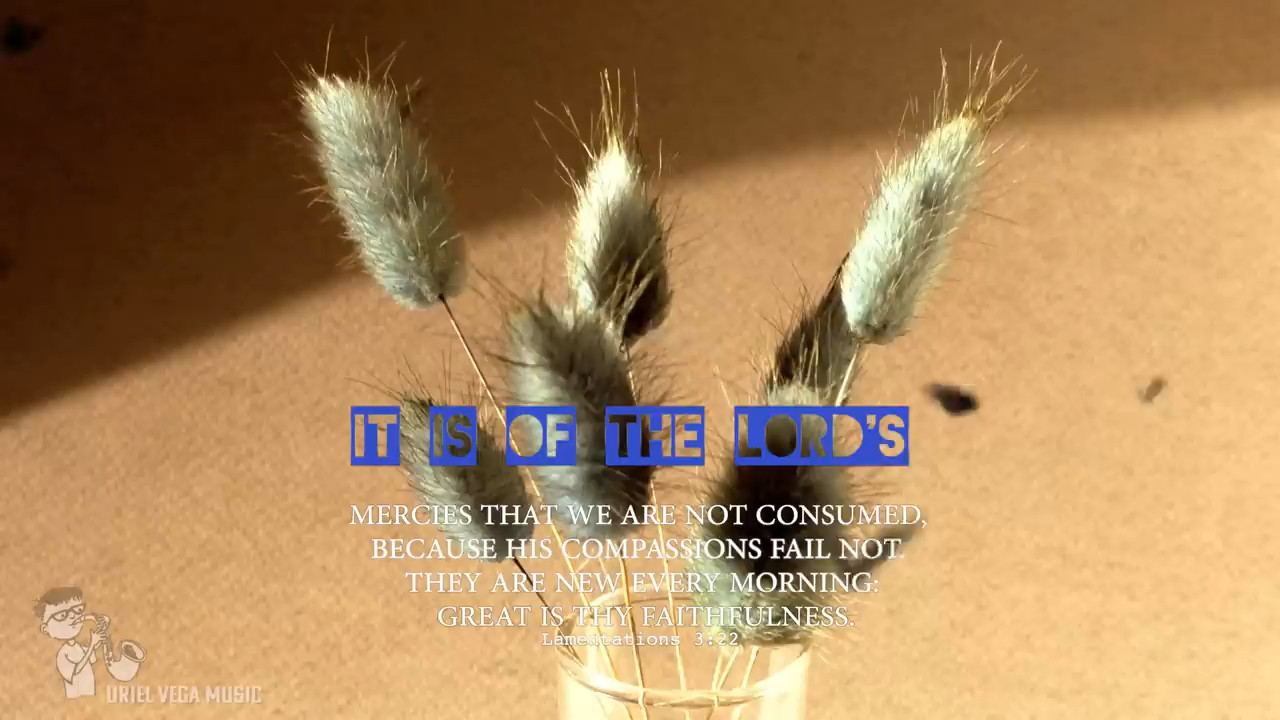 IT IS OF THE LORD'S
MERCIES THAT WE ARE NOT CONSUMED,
BECAUSE HIS COMPASSIONS FAIL NOT.
THEY ARE NEW EVERY MORNING:
GREAT IS THY FAITHFULNESS.
Lamentations 3:22
URIEL VEGA MUSIC